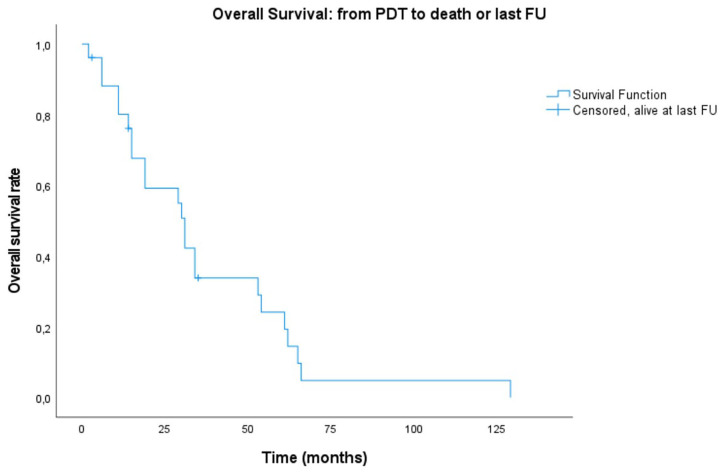 Overall Survival: from PDT to death or last FU
Survival Function
Censored, alive at last FU
Overall survival rate
1,0
0,8
0,6
0,4
0,2
0,0
0 25 50 75 100 125
Time (months)